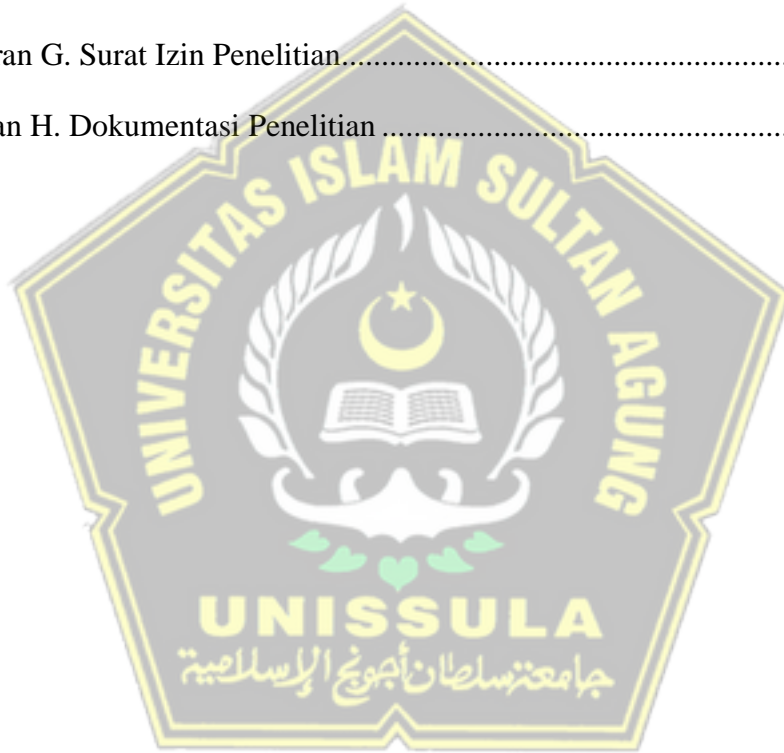 ran G. Surat Izin Penelitian
an H. Dokumentasi Penelitian
UNIVERSITAS ISLAM SULTAN AGUNG
UNISSULA
جامعة سلطان أجونج الإسلامية